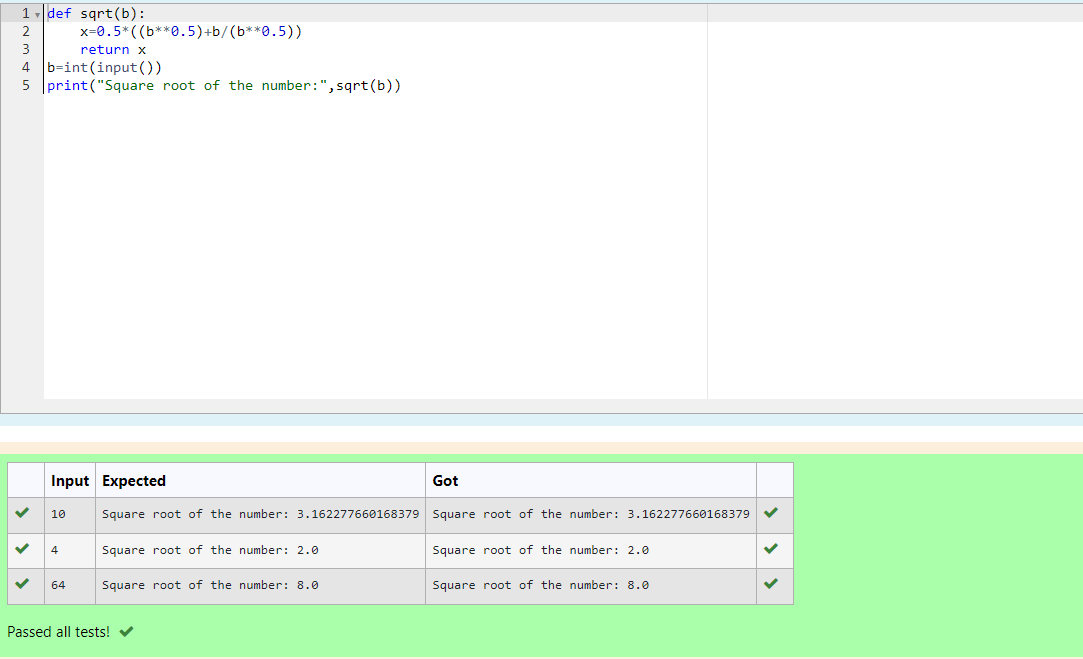 1 def sqrt(b):
2     x=0.5*((b**0.5)+b/(b**0.5))
3     return x
4 b=int(input())
5 print("Square root of the number:",sqrt(b))
Input Expected Got
10 Square root of the number: 3.162277660168379 Square root of the number: 3.162277660168379
4 Square root of the number: 2.0 Square root of the number: 2.0
64 Square root of the number: 8.0 Square root of the number: 8.0
Passed all tests!